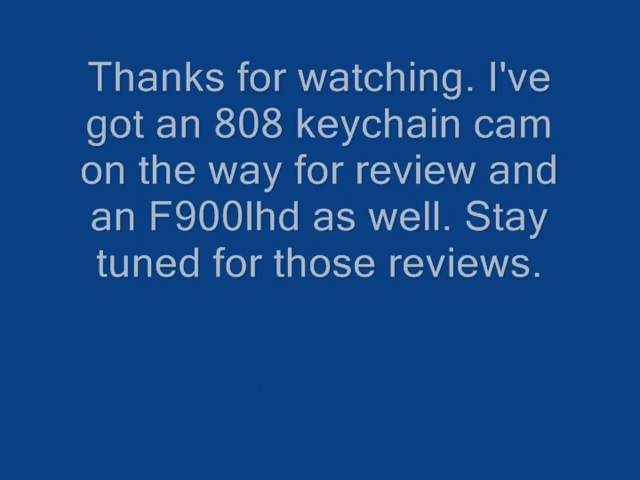 Thanks for watching. I've
got an 808 keychain cam
on the way for review and
an F900lhd as well. Stay
tuned for those reviews.